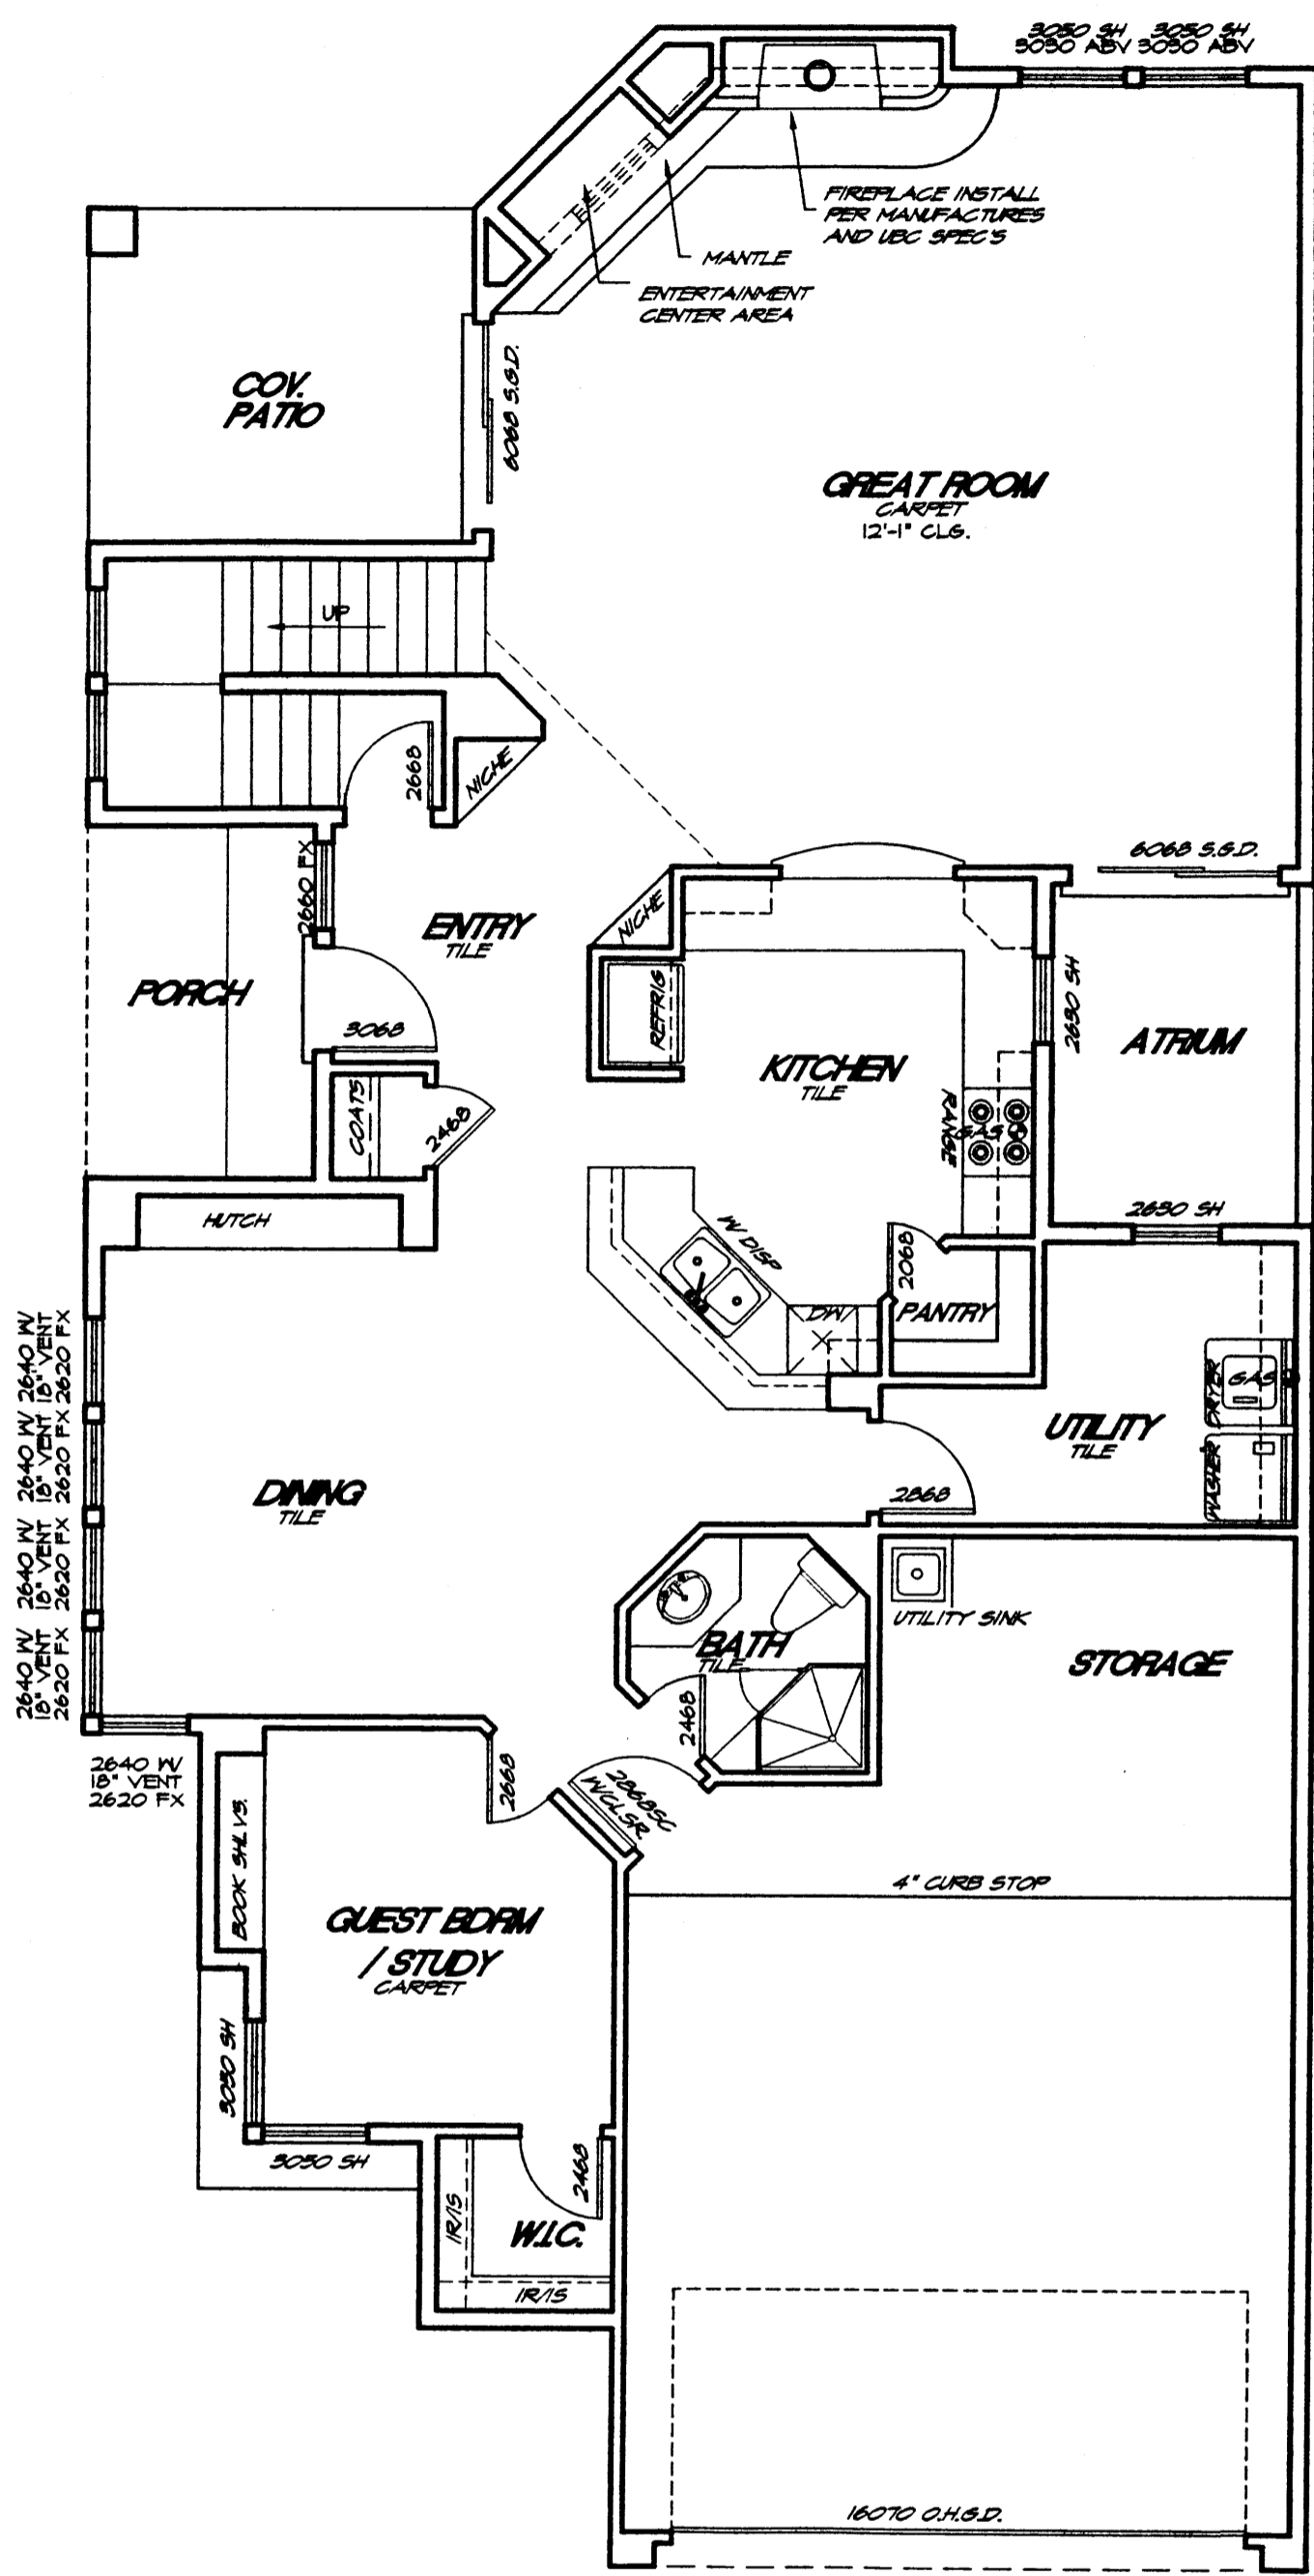 3050 SH 3050 SH
3030 ABV 3030 ABV
FIREPLACE INSTALL
PER MANUFACTURES
AND UBC SPEC'S
MANTLE
ENTERTAINMENT
CENTER AREA
COV.
PATIO
6068 S.G.D.
GREAT ROOM
CARPET
12'-1" CLG.
UP
2668
NICHE
2660 FX
6068 S.G.D.
NICHE
ENTRY
TILE
PORCH
REFRIG
2630 SH
ATRIUM
3068
KITCHEN
TILE
COATS
2468
RANGE
GAS
HUTCH
2630 SH
W/ DISP
2068
DW
PANTRY
2640 W/ 2640 W/ 2640 W/ 2640 W/
18" VENT 18" VENT 18" VENT 18" VENT
2620 FX 2620 FX 2620 FX 2620 FX
DRYER
GAS
UTILITY
TILE
WASHER
DINING
TILE
2868
UTILITY SINK
BATH
TILE
STORAGE
2468
2640 W/
18" VENT
2620 FX
2668
2868SC
W/CLSR.
BOOK SHLVS.
4" CURB STOP
GUEST BDRM
/ STUDY
CARPET
3050 SH
3050 SH
2468
1R/1S
W.I.C.
1R/1S
16070 O.H.G.D.